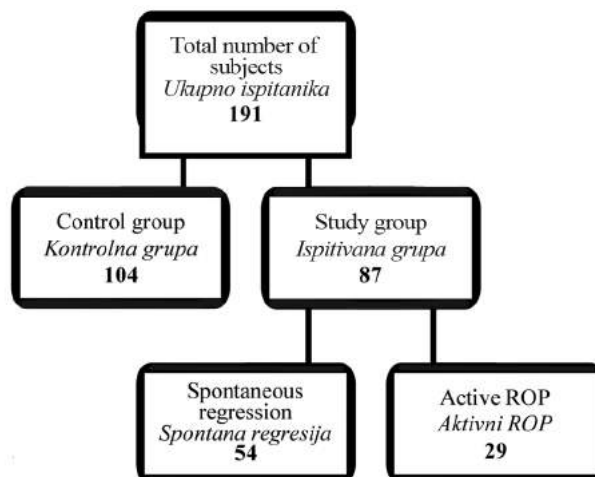 Total number of
subjects
Ukupno ispitanika
191
Control group
Kontrolna grupa
104
Study group
Ispitivana grupa
87
Spontaneous
regression
Spontana regresija
54
Active ROP
Aktivni ROP
29